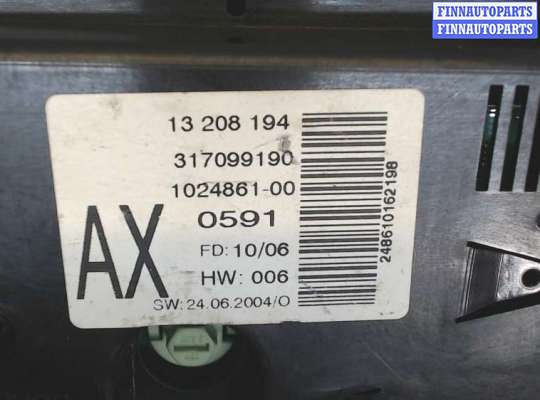 FINNAUTOPARTS
FINNAUTOPARTS
13 208 194
317099190
1024861-00
0591
AX
FD: 10/06
HW: 006
SW: 24.06.2004/O
248610162198